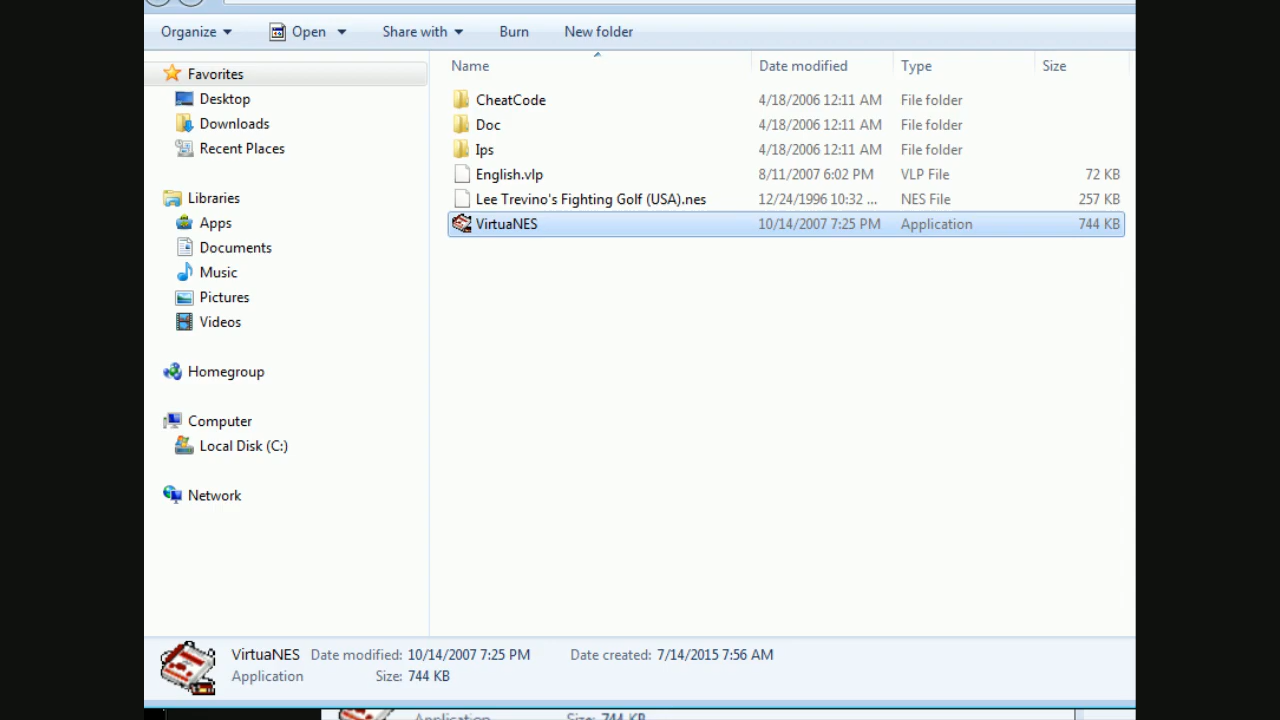 Organize Open Share with Burn New folder
Name Date modified Type Size
Favorites
Desktop
Downloads
Recent Places
Libraries
Apps
Documents
Music
Pictures
Videos
Homegroup
Computer
Local Disk (C:)
Network
CheatCode 4/18/2006 12:11 AM File folder
Doc 4/18/2006 12:11 AM File folder
Ips 4/18/2006 12:11 AM File folder
English.vlp 8/11/2007 6:02 PM VLP File 72 KB
Lee Trevino's Fighting Golf (USA).nes 12/24/1996 10:32 ... NES File 257 KB
VirtuaNES 10/14/2007 7:25 PM Application 744 KB
VirtuaNES Date modified: 10/14/2007 7:25 PM Date created: 7/14/2015 7:56 AM
Application Size: 744 KB
Application Size: 744 KB